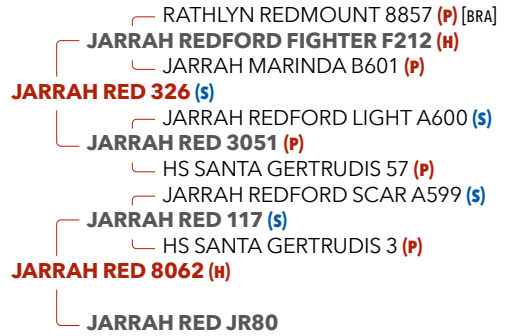 RATHLYN REDMOUNT 8857 (P) [BRA]
JARRAH REDFORD FIGHTER F212 (H)
JARRAH MARINDA B601 (P)
JARRAH RED 326 (S)
JARRAH REDFORD LIGHT A600 (S)
JARRAH RED 3051 (P)
HS SANTA GERTRUDIS 57 (P)
JARRAH REDFORD SCAR A599 (S)
JARRAH RED 117 (S)
HS SANTA GERTRUDIS 3 (P)
JARRAH RED 8062 (H)
JARRAH RED JR80